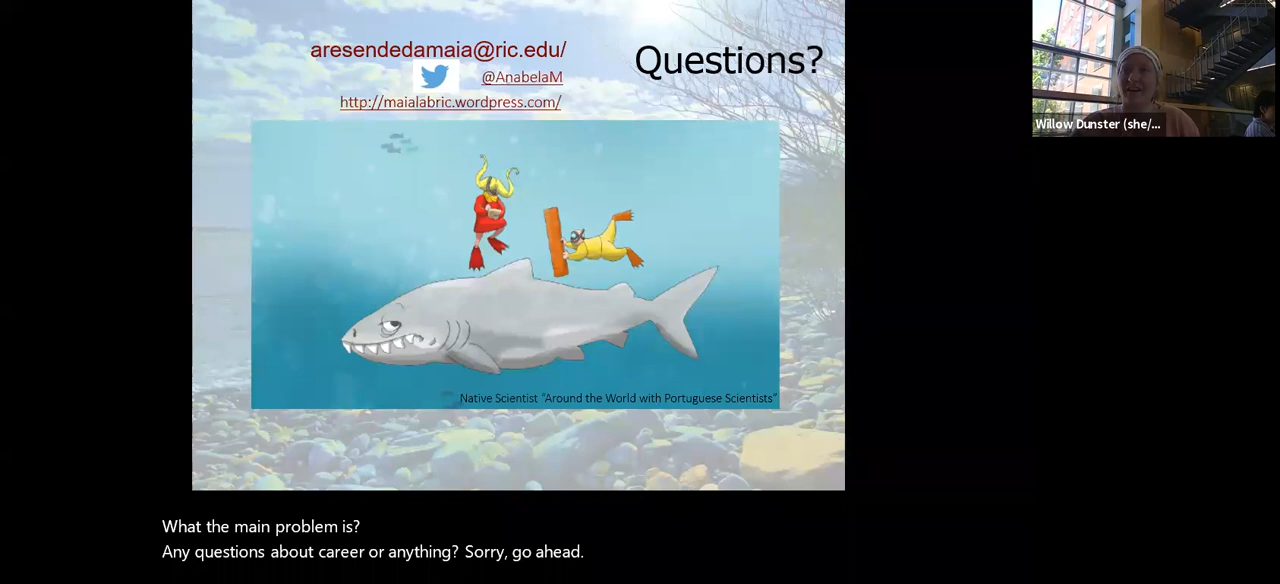 aresendedamaia@ric.edu/
Questions?
@AnabelaM
http://maialabric.wordpress.com/
Willow Dunster (she/...
Native Scientist "Around the World with Portuguese Scientists"
What the main problem is?
Any questions about career or anything? Sorry, go ahead.